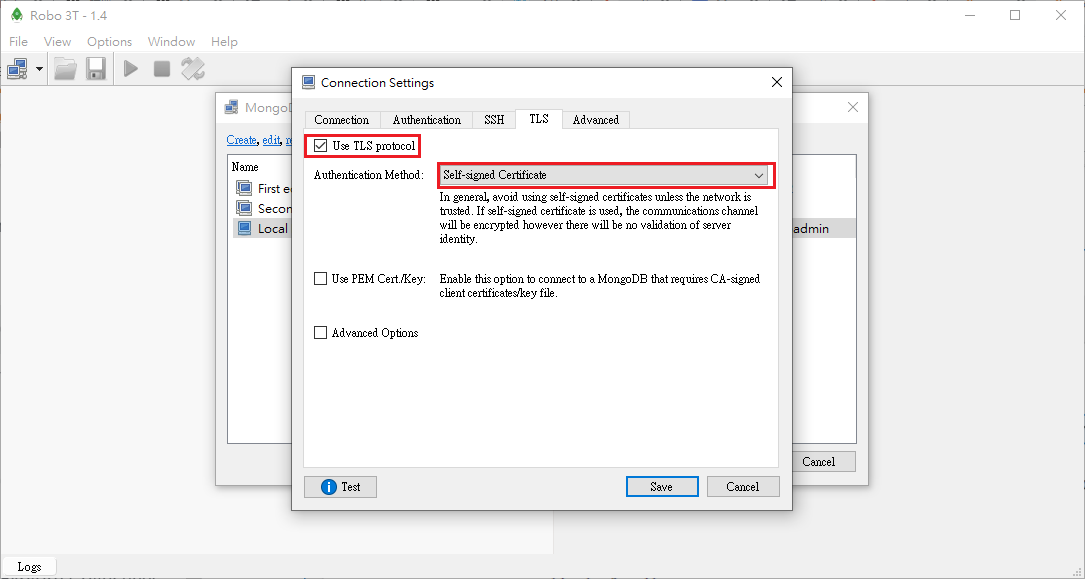 Robo 3T - 1.4
File View Options Window Help
Connection Settings
Connection Authentication SSH TLS Advanced
Use TLS protocol
Authentication Method: Self-signed Certificate
In general, avoid using self-signed certificates unless the network is
trusted. If self-signed certificate is used, the communications channel
will be encrypted however there will be no validation of server
identity.
Use PEM Cert./Key: Enable this option to connect to a MongoDB that requires CA-signed
client certificates/key file.
Advanced Options
Test Save Cancel
Create, edit,
Name
First
Local admin
Cancel
Logs